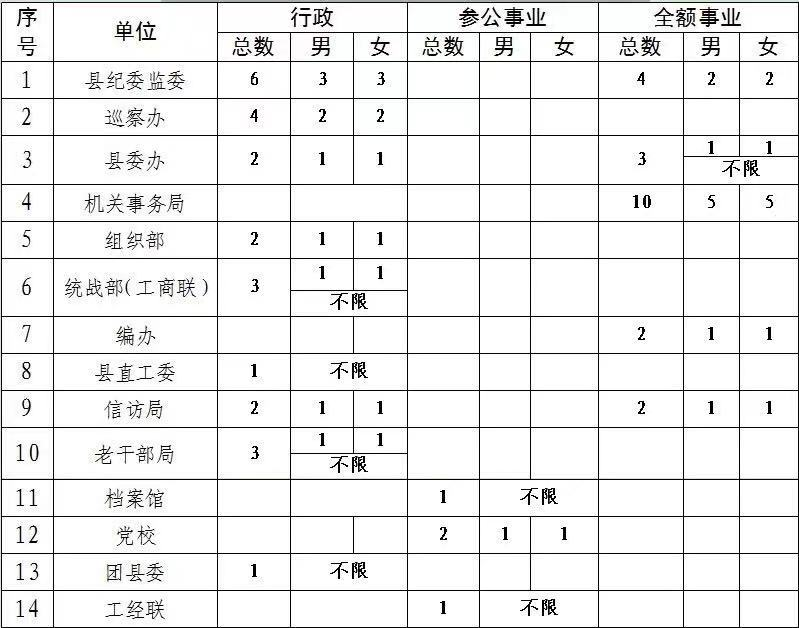 序号 单位 行政 参公事业 全额事业
总数 男 女 总数 男 女 总数 男 女
1 县纪委监委 6 3 3 4 2 2
2 巡察办 4 2 2
3 县委办 2 1 1 3 1 1
不限
4 机关事务局 10 5 5
5 组织部 2 1 1
6 统战部(工商联) 3 1 1
不限
7 编办 2 1 1
8 县直工委 1 不限
9 信访局 2 1 1 2 1 1
10 老干部局 3 1 1
不限
11 档案馆 1 不限
12 党校 2 1 1
13 团县委 1 不限
14 工经联 1 不限